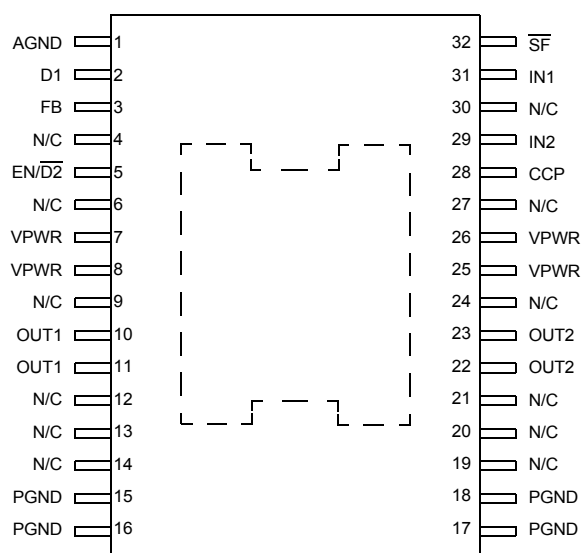 AGND 1 32 S̅F̅
D1 2 31 IN1
FB 3 30 N/C
N/C 4 29 IN2
EN/D̅2̅ 5 28 CCP
N/C 6 27 N/C
VPWR 7 26 VPWR
VPWR 8 25 VPWR
N/C 9 24 N/C
OUT1 10 23 OUT2
OUT1 11 22 OUT2
N/C 12 21 N/C
N/C 13 20 N/C
N/C 14 19 N/C
PGND 15 18 PGND
PGND 16 17 PGND